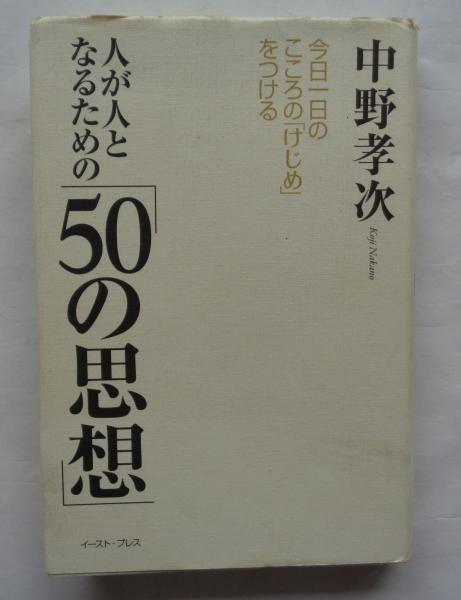 中野孝次
Koji Nakano
今日一日の
こころの「けじめ」
をつける
人が人と
なるための
「50の思想」
イースト・プレス